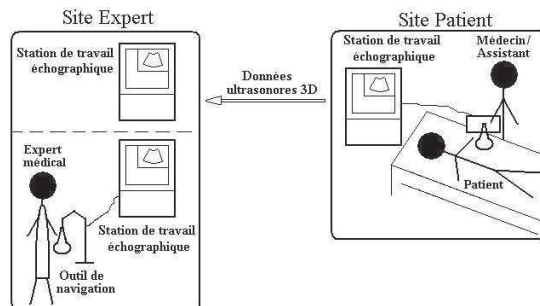 Site Expert
Station de travail
échographique
Expert
médical
Station de travail
échographique
Outil de
navigation
Données
ultrasonores 3D
Site Patient
Station de travail
échographique
Médecin/
Assistant
Patient